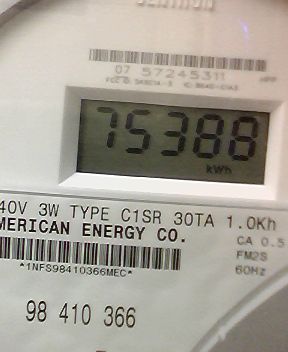 07 57245311
75388
kWh
40V 3W TYPE C1SR 30TA 1.0Kh
MERICAN ENERGY CO.
CA 0.5
*1NFS98410366MEC*
FM2S
60Hz
98 410 366